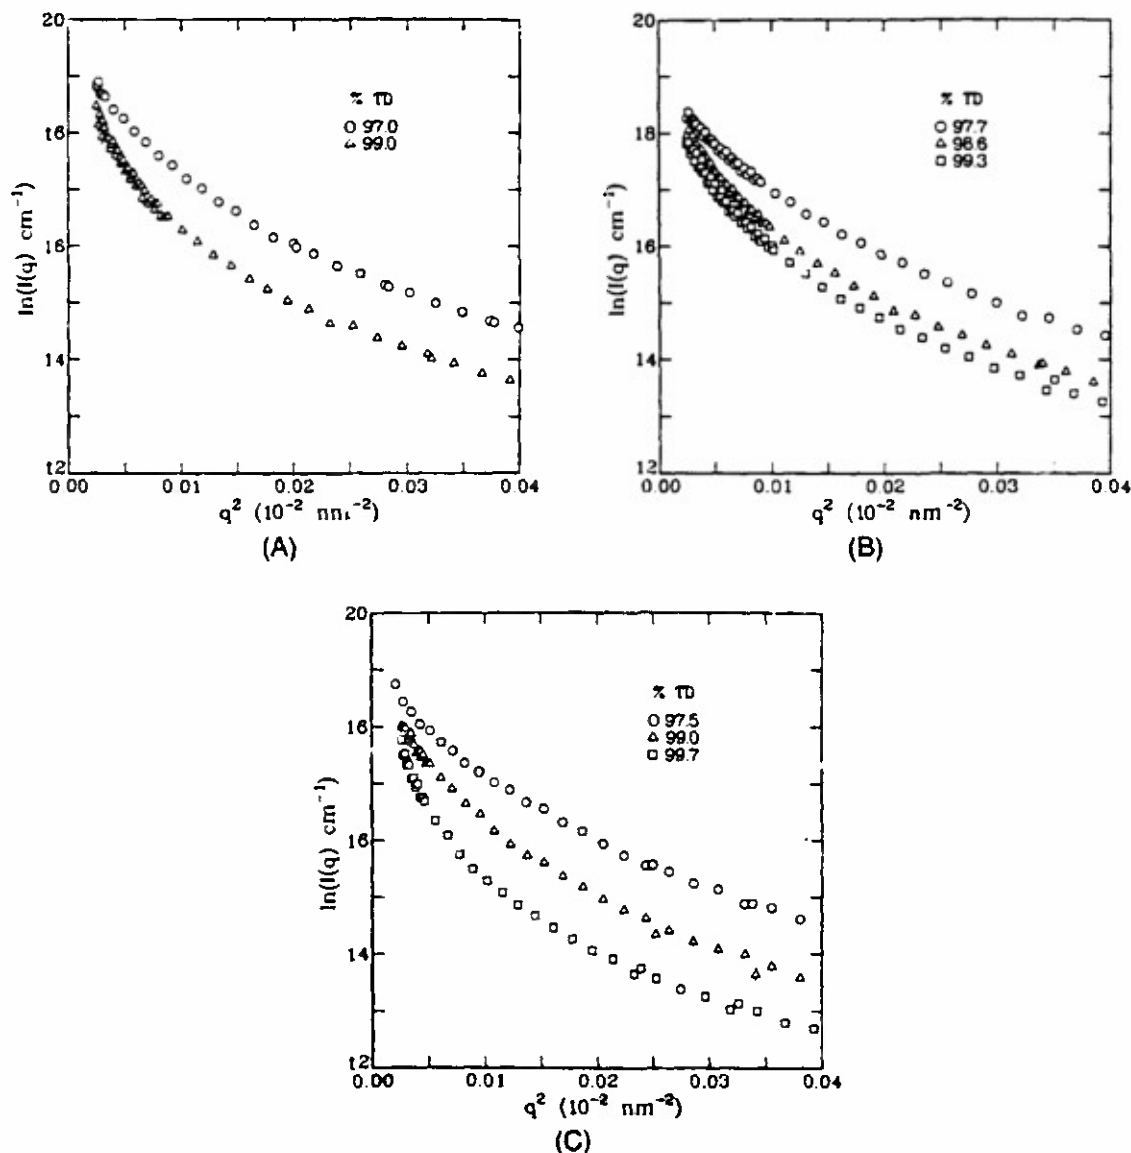 20
16
16
14
12
ln(I(q) cm⁻¹)
% TD
○ 97.0
△ 99.0
0.00 0.01 0.02 0.03 0.04
q² (10⁻² nm⁻²)
(A)
20
18
16
14
12
ln(I(q) cm⁻¹)
% TD
○ 97.7
△ 96.6
□ 99.3
0.00 0.01 0.02 0.03 0.04
q² (10⁻² nm⁻²)
(B)
20
16
16
14
12
ln(I(q) cm⁻¹)
% TD
○ 97.5
△ 99.0
□ 99.7
0.00 0.01 0.02 0.03 0.04
q² (10⁻² nm⁻²)
(C)